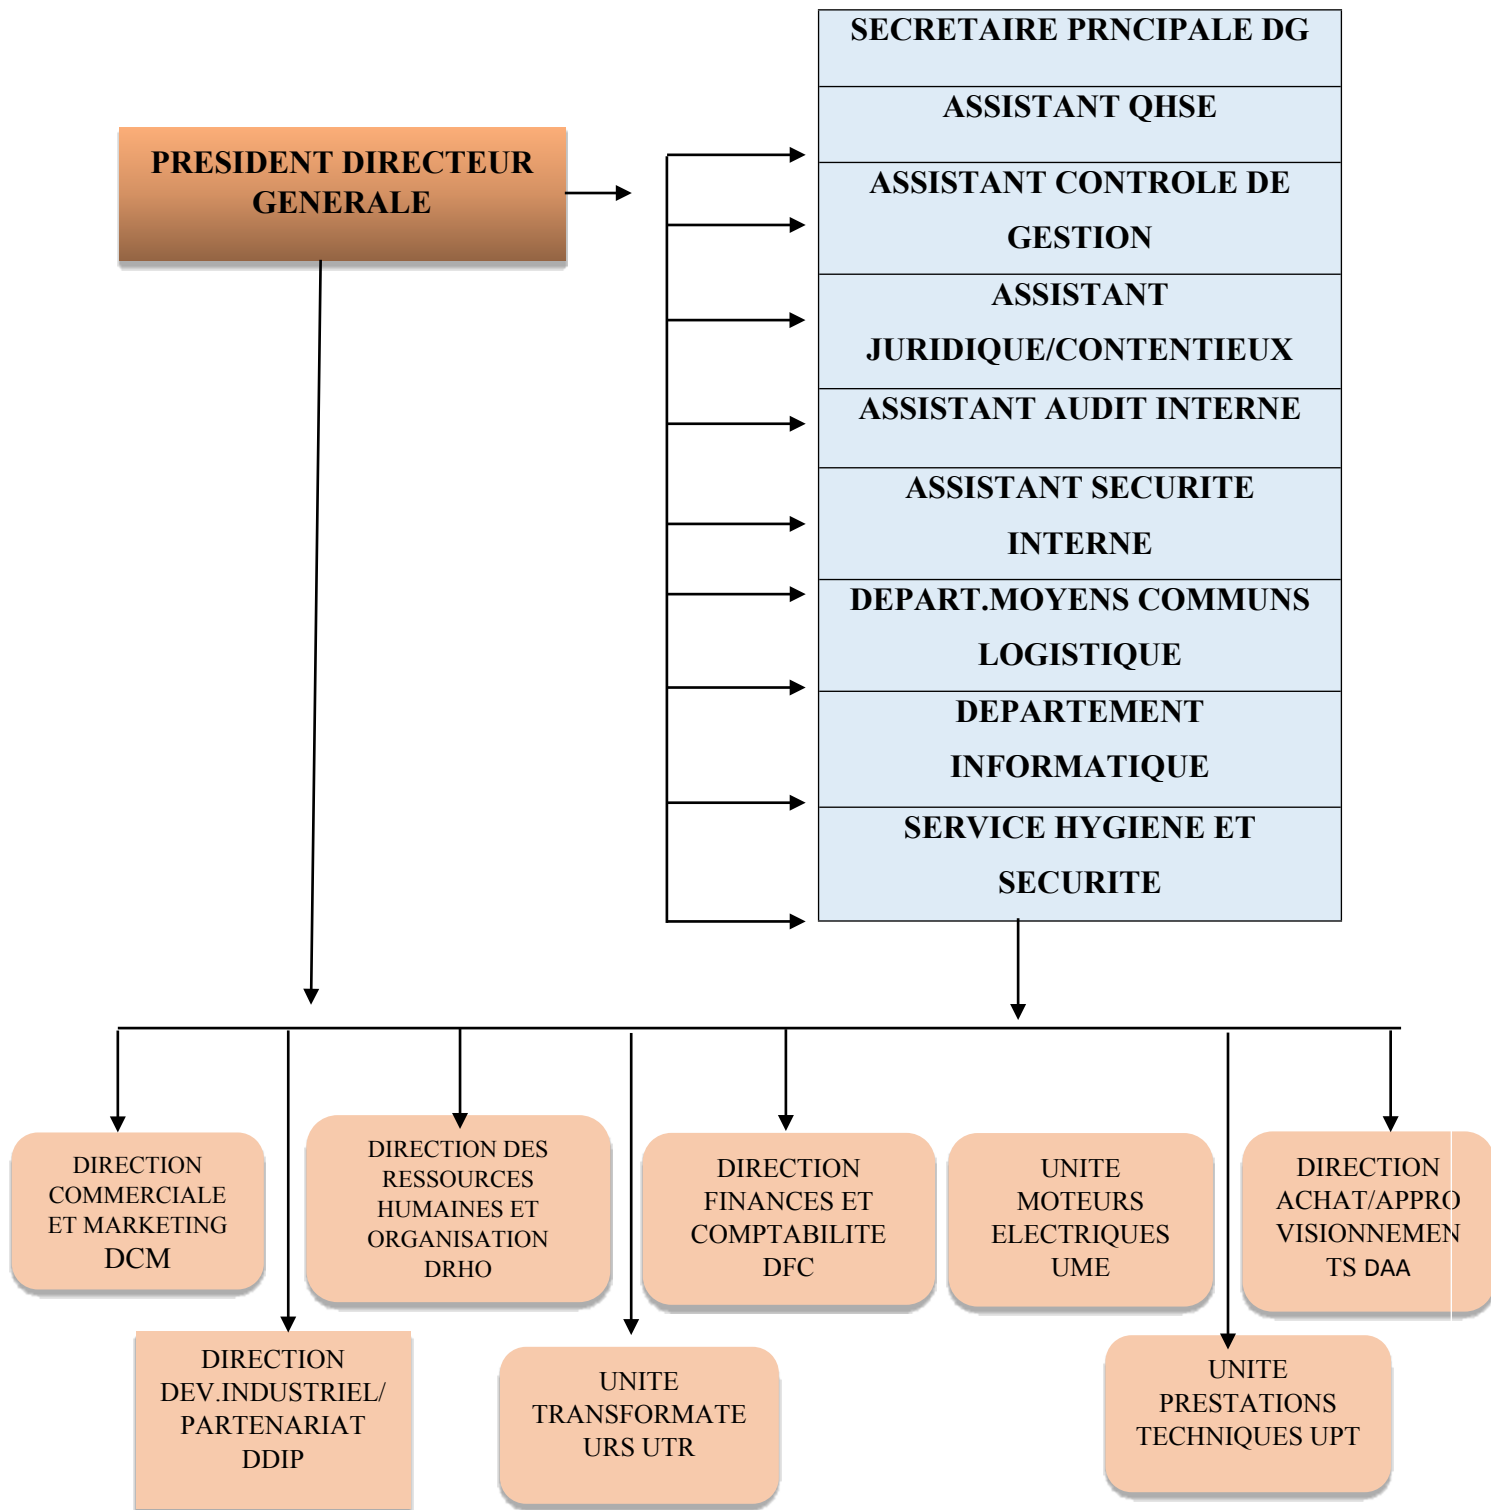 PRESIDENT DIRECTEUR
GENERALE
SECRETAIRE PRNCIPALE DG
ASSISTANT QHSE
ASSISTANT CONTROLE DE
GESTION
ASSISTANT
JURIDIQUE/CONTENTIEUX
ASSISTANT AUDIT INTERNE
ASSISTANT SECURITE
INTERNE
DEPART.MOYENS COMMUNS
LOGISTIQUE
DEPARTEMENT
INFORMATIQUE
SERVICE HYGIENE ET
SECURITE
DIRECTION
COMMERCIALE
ET MARKETING
DCM
DIRECTION DES
RESSOURCES
HUMAINES ET
ORGANISATION
DRHO
DIRECTION
FINANCES ET
COMPTABILITE
DFC
UNITE
MOTEURS
ELECTRIQUES
UME
DIRECTION
ACHAT/APPRO
VISIONNEMEN
TS DAA
DIRECTION
DEV.INDUSTRIEL/
PARTENARIAT
DDIP
UNITE
TRANSFORMATE
URS UTR
UNITE
PRESTATIONS
TECHNIQUES UPT